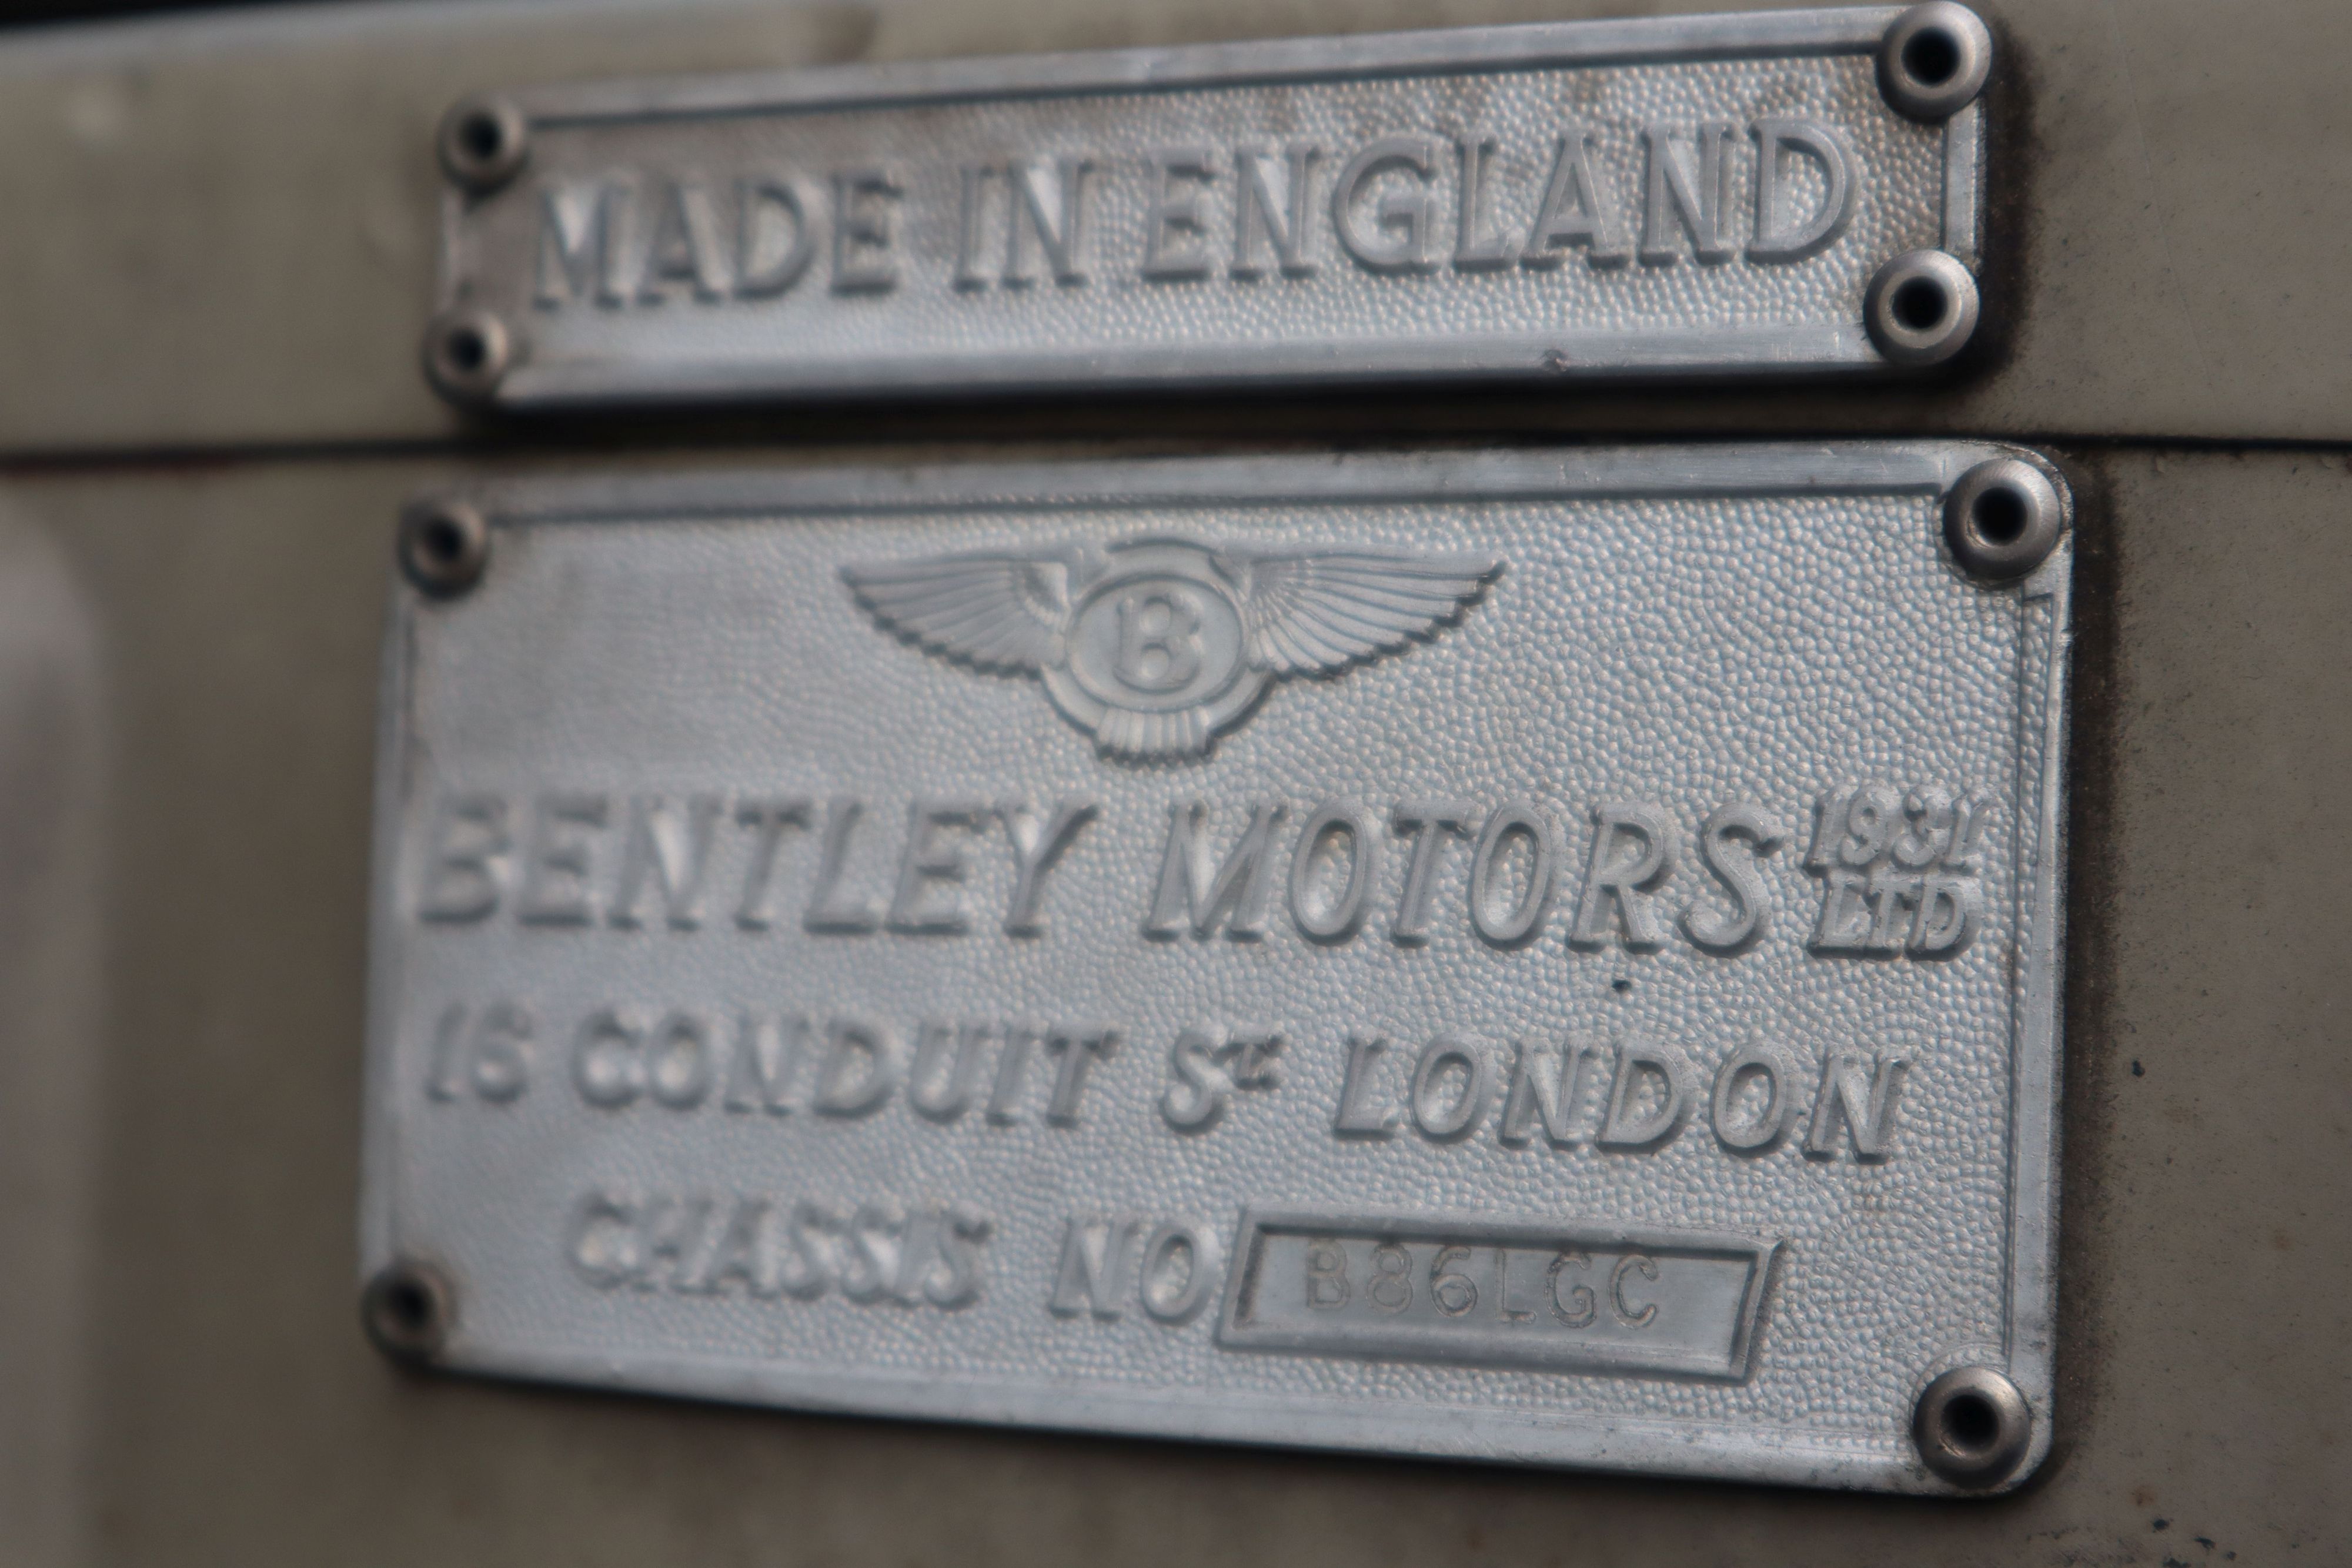 MADE IN ENGLAND
B
BENTLEY MOTORS 1931 LTD
16 CONDUIT ST LONDON
CHASSIS NO B86LGC